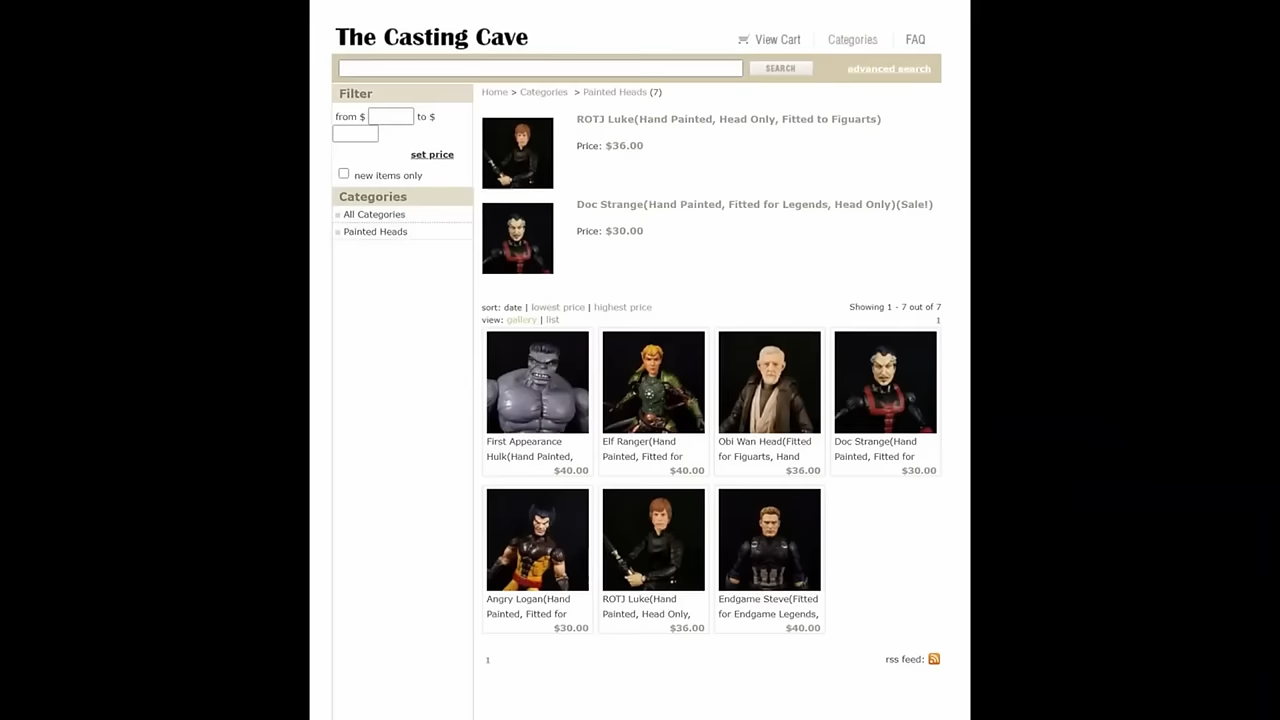 The Casting Cave
View Cart
Categories
FAQ
SEARCH
advanced search
Filter
from $ to $
set price
new items only
Categories
All Categories
Painted Heads
Home > Categories > Painted Heads (7)
ROTJ Luke(Hand Painted, Head Only, Fitted to Figuarts)
Price: $36.00
Doc Strange(Hand Painted, Fitted for Legends, Head Only)(Sale!)
Price: $30.00
sort: date | lowest price | highest price
Showing 1 - 7 out of 7
view: gallery | list
1
First Appearance
Hulk(Hand Painted,
$40.00
Elf Ranger(Hand
Painted, Fitted for
$40.00
Obi Wan Head(Fitted
for Figuarts, Hand
$36.00
Doc Strange(Hand
Painted, Fitted for
$30.00
Angry Logan(Hand
Painted, Fitted for
$30.00
ROTJ Luke(Hand
Painted, Head Only,
$36.00
Endgame Steve(Fitted
for Endgame Legends,
$40.00
1
rss feed: